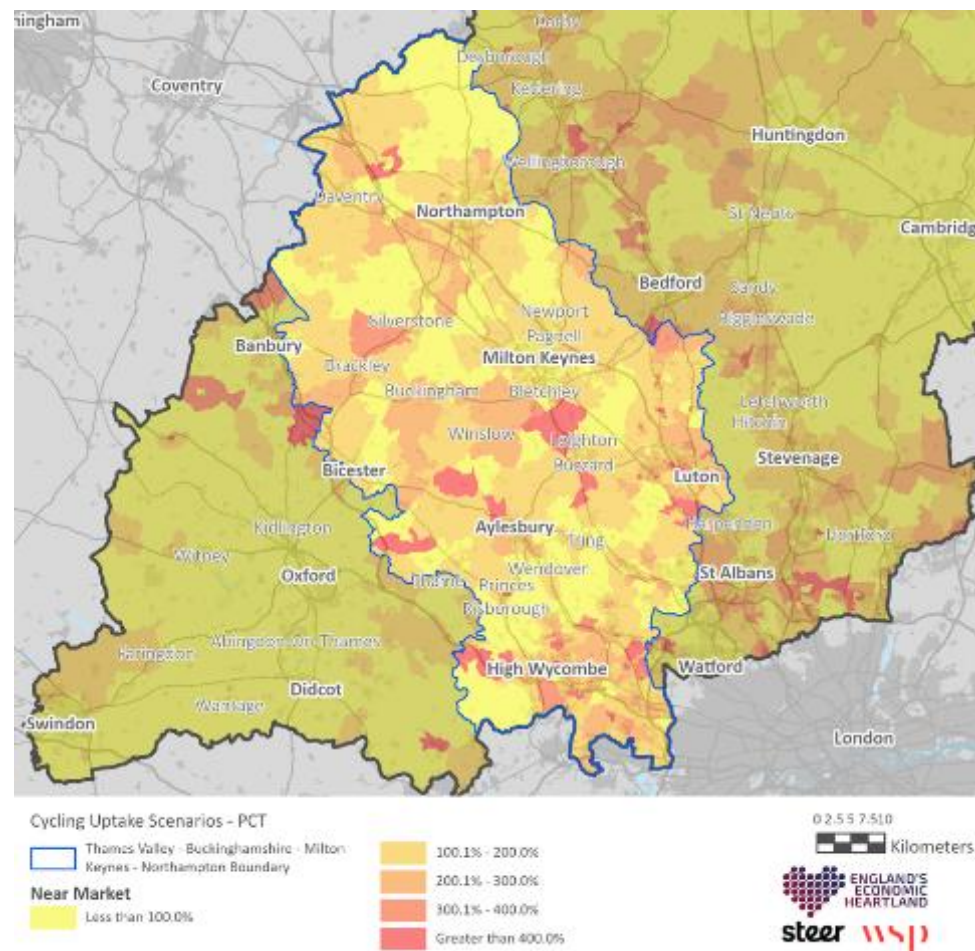 ningham
Corby
Desborough
Coventry
Kettering
Huntingdon
Wellingborough
Daventry
Northampton
St Neots
Cambridg
Bedford
Sandy
Newport
Pagnell
Silverstone
Biggleswade
Banbury
Milton Keynes
Brackley
Buckingham
Bletchley
Letchworth
Hitchin
Winslow
Leighton
Buzzard
Stevenage
Bicester
Luton
Kidlington
Aylesbury
Harpenden
Tring
Hertford
Witney
Oxford
Wendover
St Albans
Thame
Princes
Risborough
Abingdon-On-Thames
Faringdon
High Wycombe
Watford
Didcot
Wantage
Swindon
London
Cycling Uptake Scenarios - PCT
Thames Valley - Buckinghamshire - Milton
Keynes - Northampton Boundary
Near Market
Less than 100.0%
100.1% - 200.0%
200.1% - 300.0%
300.1% - 400.0%
Greater than 400.0%
0 2.5 5 7.510
Kilometers
ENGLAND'S
ECONOMIC
HEARTLAND
steer wsp